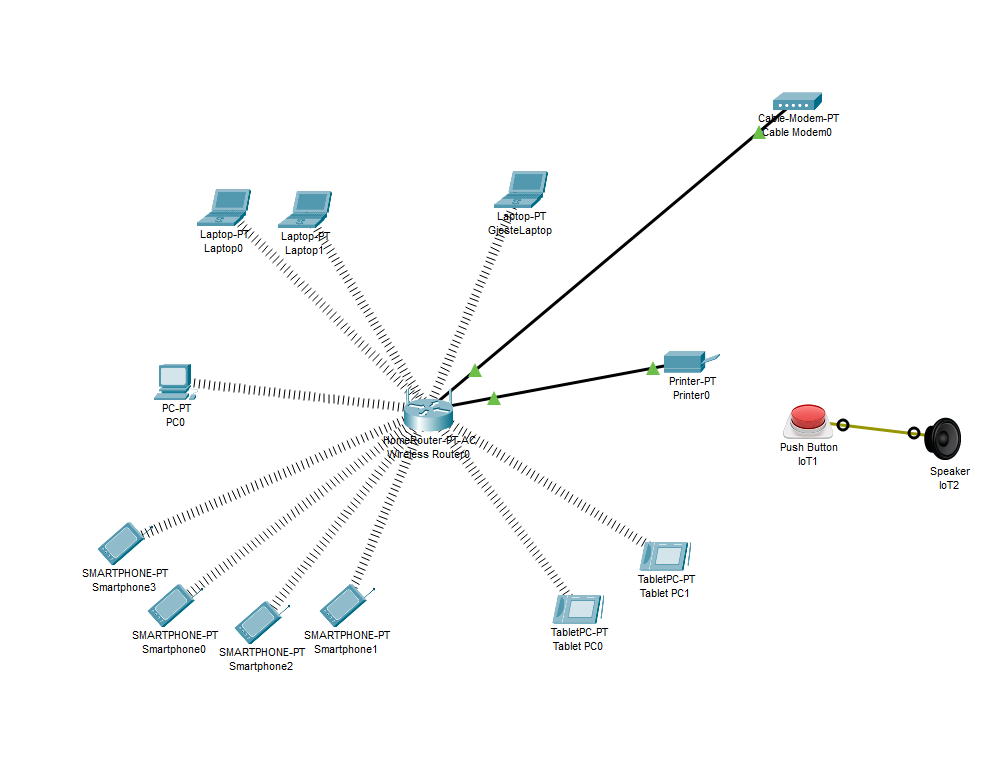 Cable-Modem-PT
Cable Modem0
Laptop-PT
Laptop0
Laptop-PT
Laptop1
Laptop-PT
GjesteLaptop
Printer-PT
Printer0
PC-PT
PC0
HomeRouter-PT-AC
Wireless Router0
Push Button
IoT1
Speaker
IoT2
SMARTPHONE-PT
Smartphone3
SMARTPHONE-PT
Smartphone0
SMARTPHONE-PT
Smartphone2
SMARTPHONE-PT
Smartphone1
TabletPC-PT
Tablet PC0
TabletPC-PT
Tablet PC1